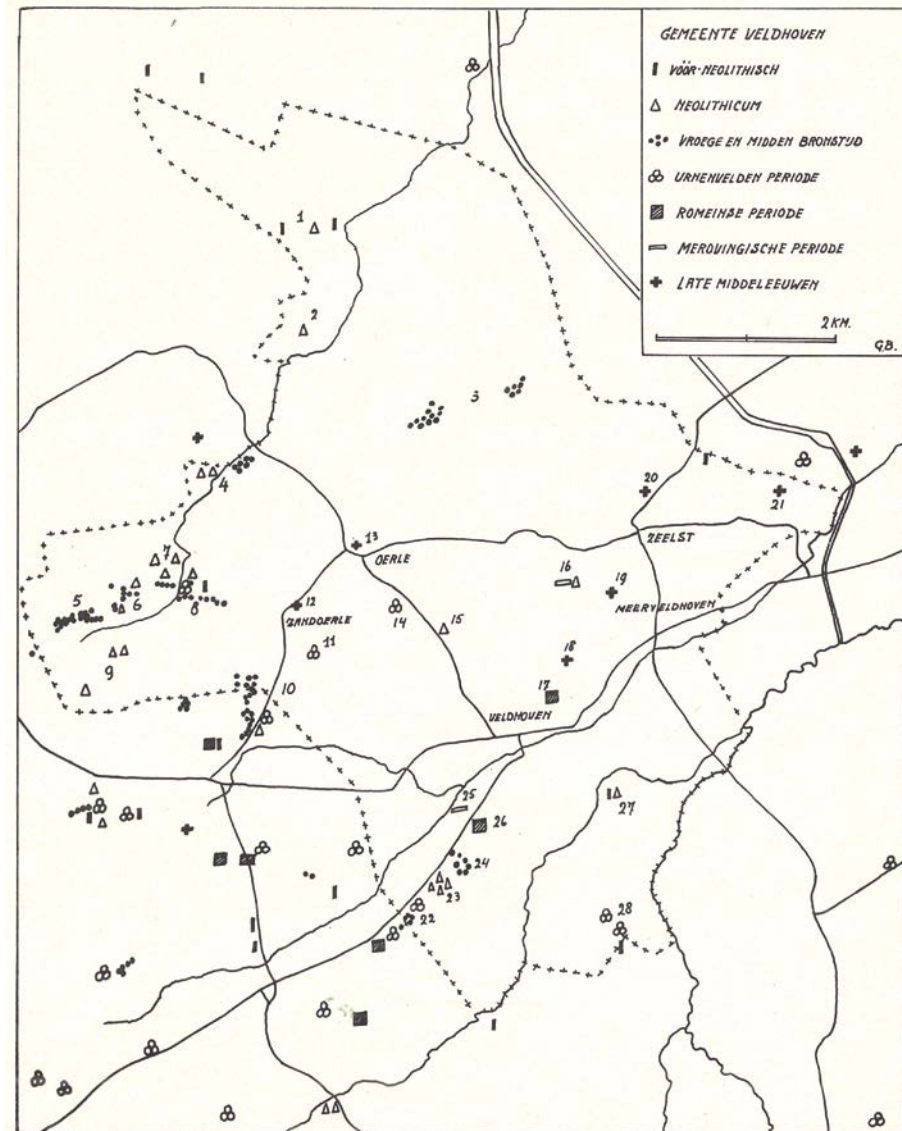 GEMEENTE VELDHOVEN
VÓÓR-NEOLITHISCH
NEOLITHICUM
VROEGE EN MIDDEN BRONSTIJD
URNENVELDEN PERIODE
ROMEINSE PERIODE
MEROVINGISCHE PERIODE
LATE MIDDELEEUWEN
2 KM.
G.B.
1
2
3
4
20
21
13
OERLE
ZEELST
7
16
19
5
6
8
12
ZANDOERLE
14
15
MEERVELDHOVEN
9
11
18
10
17
VELDHOVEN
25
26
27
24
23
22
28